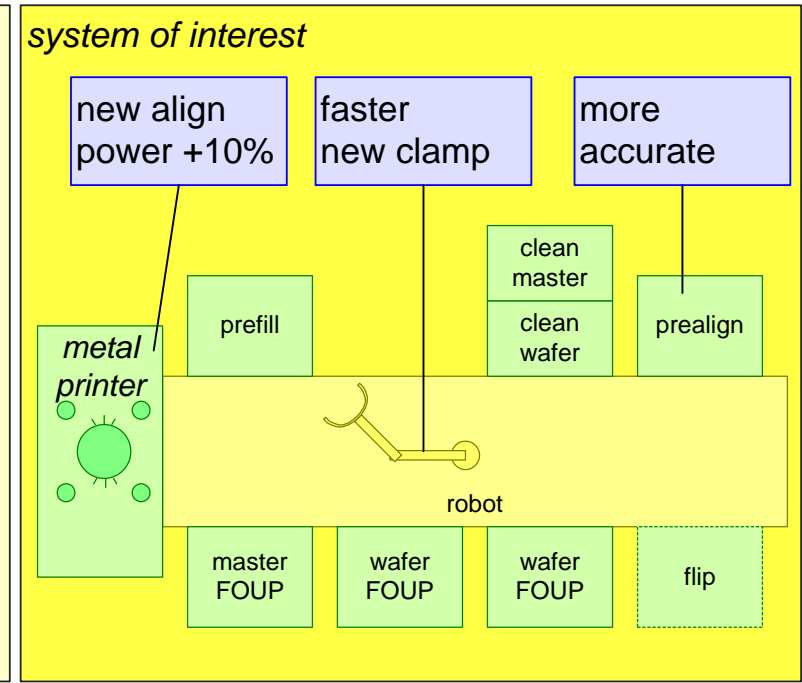 system of interest
new align
power +10%
faster
new clamp
more
accurate
clean
master
prefill
clean
wafer
prealign
metal
printer
robot
master
FOUP
wafer
FOUP
wafer
FOUP
flip